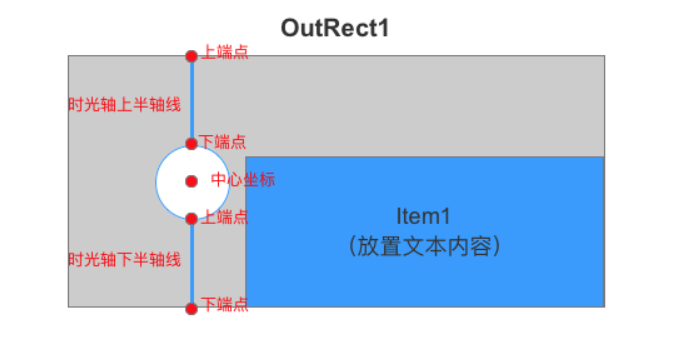 OutRect1
上端点
时光轴上半轴线
下端点
中心坐标
上端点
Item1
（放置文本内容）
时光轴下半轴线
下端点